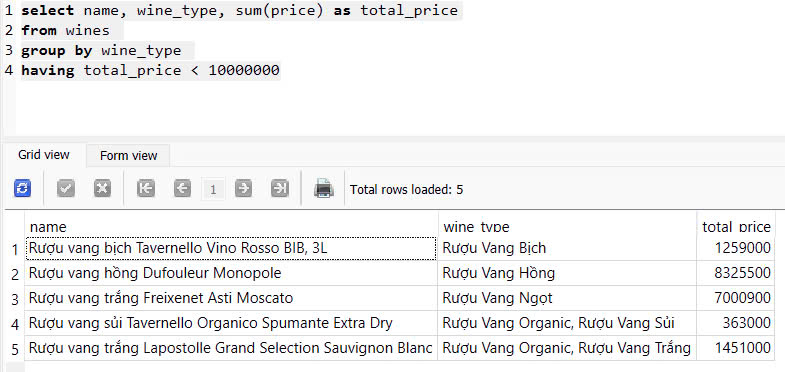 1 select name, wine_type, sum(price) as total_price
2 from wines
3 group by wine_type
4 having total_price < 10000000
Grid view Form view
1 Total rows loaded: 5
name wine_type total_price
1 Rượu vang bịch Tavernello Vino Rosso BIB, 3L Rượu Vang Bịch 1259000
2 Rượu vang hồng Dufouleur Monopole Rượu Vang Hồng 8325500
3 Rượu vang trắng Freixenet Asti Moscato Rượu Vang Ngọt 7000900
4 Rượu vang sủi Tavernello Organico Spumante Extra Dry Rượu Vang Organic, Rượu Vang Sủi 363000
5 Rượu vang trắng Lapostolle Grand Selection Sauvignon Blanc Rượu Vang Organic, Rượu Vang Trắng 1451000